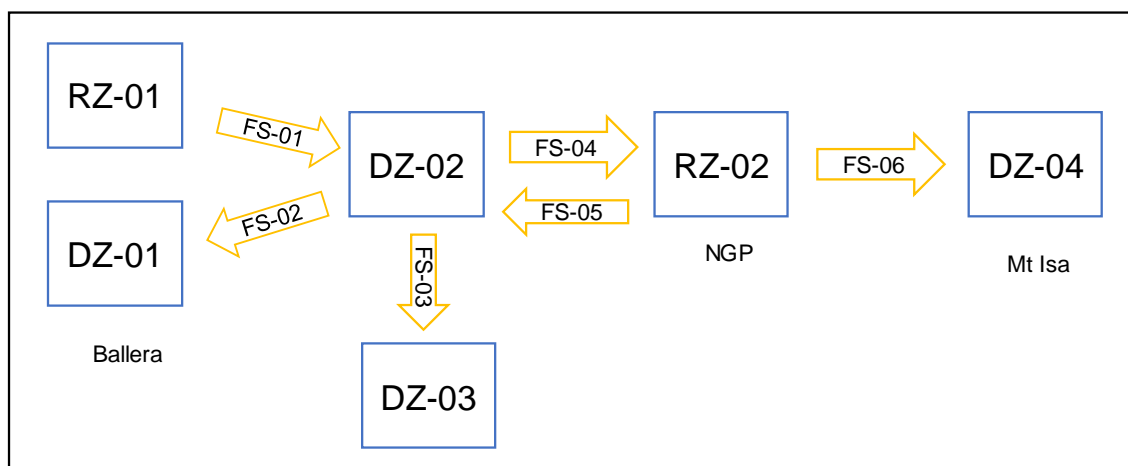 RZ-01
FS-01
DZ-02
FS-04
RZ-02
FS-06
DZ-04
DZ-01
FS-02
FS-05
FS-03
NGP
Mt Isa
Ballera
DZ-03